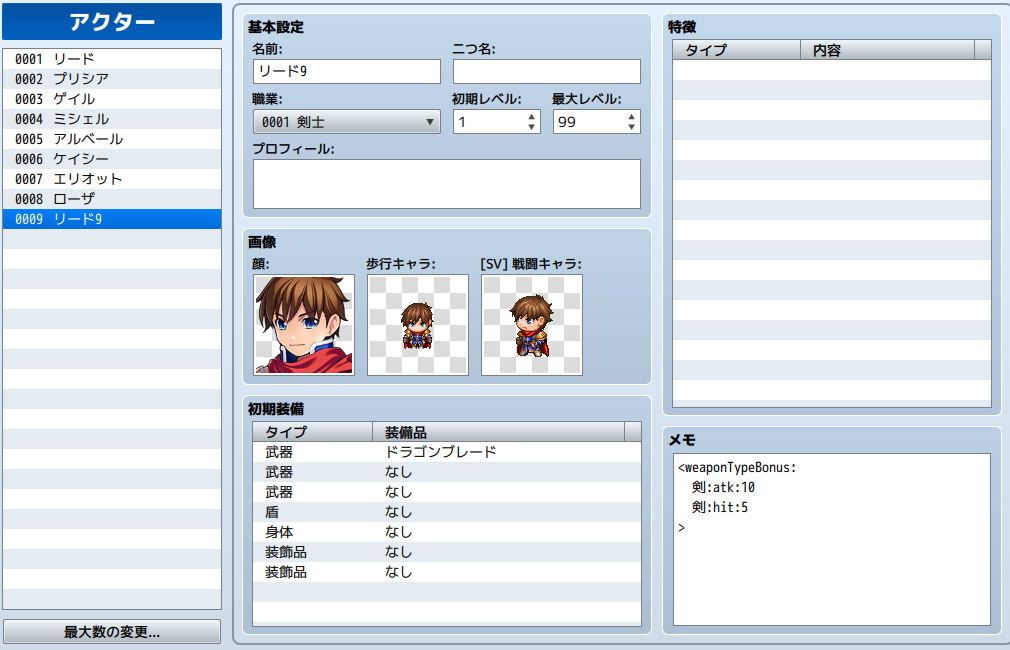 アクター
0001 リード
0002 プリシア
0003 ゲイル
0004 ミシェル
0005 アルベール
0006 ケイシー
0007 エリオット
0008 ローザ
0009 リード9
最大数の変更...
基本設定
名前: 二つ名:
リード9
職業: 初期レベル: 最大レベル:
0001 剣士 1 99
プロフィール:
画像
顔: 歩行キャラ: [SV] 戦闘キャラ:
初期装備
タイプ 装備品
武器 ドラゴンブレード
武器 なし
武器 なし
盾 なし
身体 なし
装飾品 なし
装飾品 なし
特徴
タイプ 内容
メモ
<weaponTypeBonus:
剣:atk:10
剣:hit:5
>